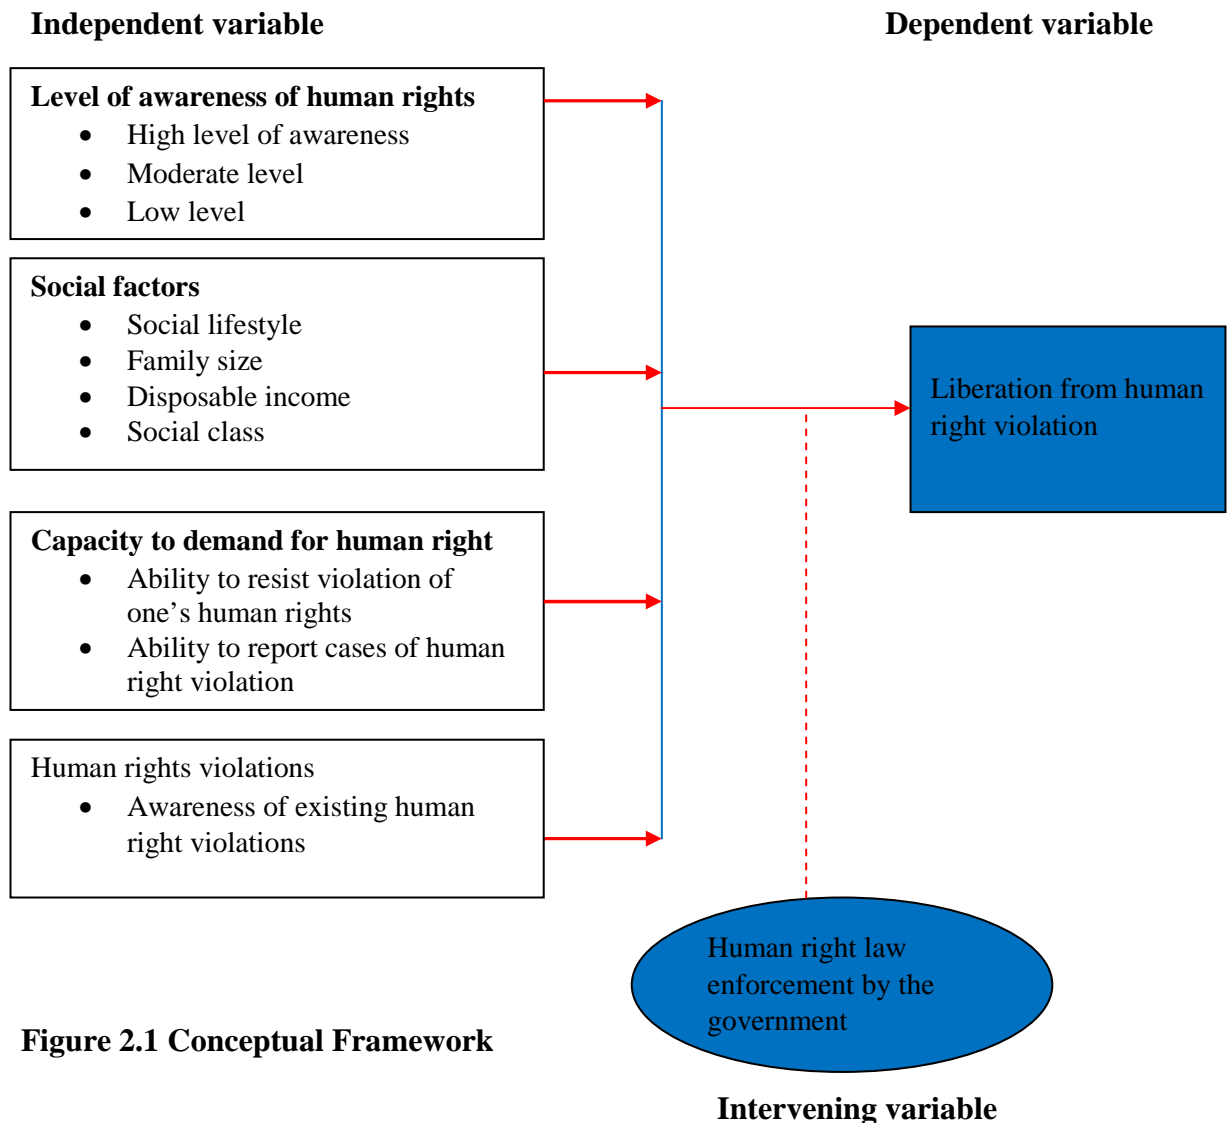 Independent variable
Dependent variable
Level of awareness of human rights
• High level of awareness
• Moderate level
• Low level
Social factors
• Social lifestyle
• Family size
• Disposable income
• Social class
Liberation from human
right violation
Capacity to demand for human right
• Ability to resist violation of
one’s human rights
• Ability to report cases of human
right violation
Human rights violations
• Awareness of existing human
right violations
Human right law
enforcement by the
government
Figure 2.1 Conceptual Framework
Intervening variable